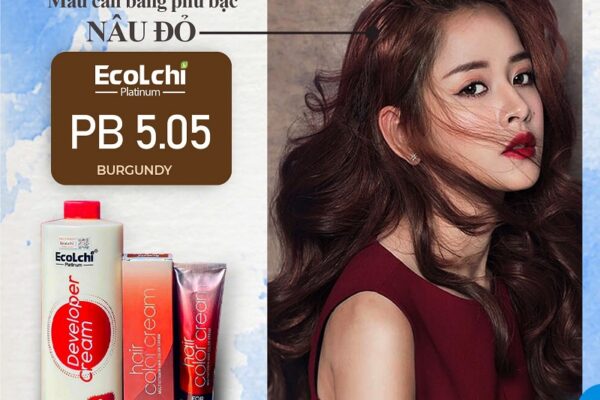 Màu cân bằng phủ bạc
NÂU ĐỎ
EcoLchi
Platinum
PB 5.05
BURGUNDY
EcoLchi
Platinum
Developer
Cream
hair
color cream
hair
color cream
FOR